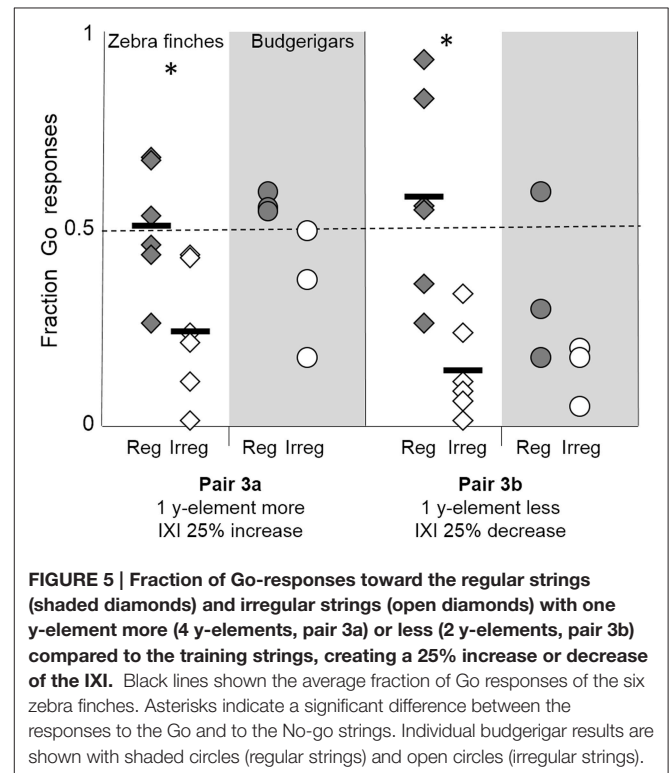 1
Zebra finches
Budgerigars
*
*
Fraction Go responses
0.5
0
Reg Irreg
Reg Irreg
Reg Irreg
Reg Irreg
Pair 3a
1 y-element more
IXI 25% increase
Pair 3b
1 y-element less
IXI 25% decrease
FIGURE 5 | Fraction of Go-responses toward the regular strings
(shaded diamonds) and irregular strings (open diamonds) with one
y-element more (4 y-elements, pair 3a) or less (2 y-elements, pair 3b)
compared to the training strings, creating a 25% increase or decrease
of the IXI. Black lines shown the average fraction of Go responses of the six
zebra finches. Asterisks indicate a significant difference between the
responses to the Go and to the No-go strings. Individual budgerigar results are
shown with shaded circles (regular strings) and open circles (irregular strings).